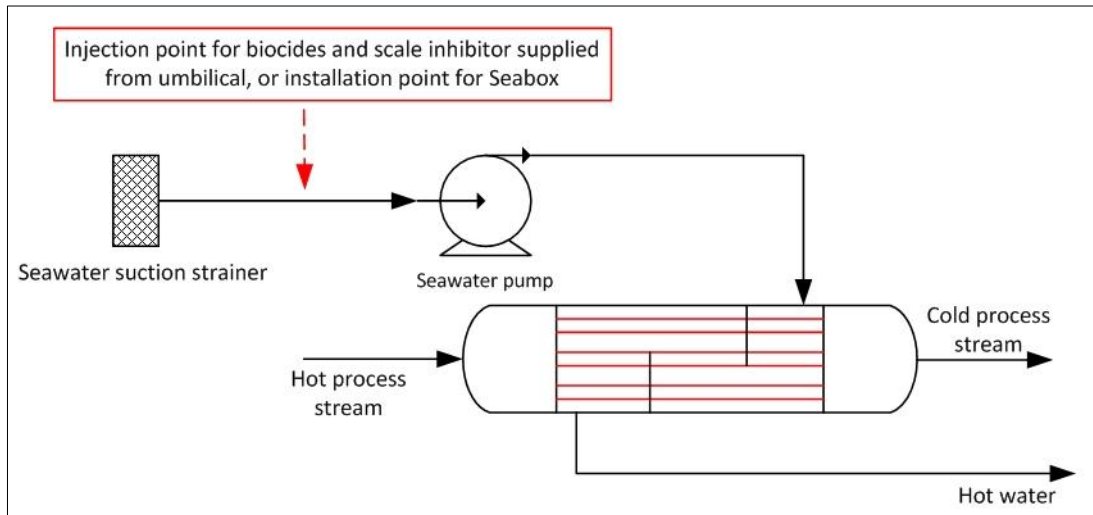 Injection point for biocides and scale inhibitor supplied
from umbilical, or installation point for Seabox
Seawater suction strainer
Seawater pump
Hot process
stream
Cold process
stream
Hot water